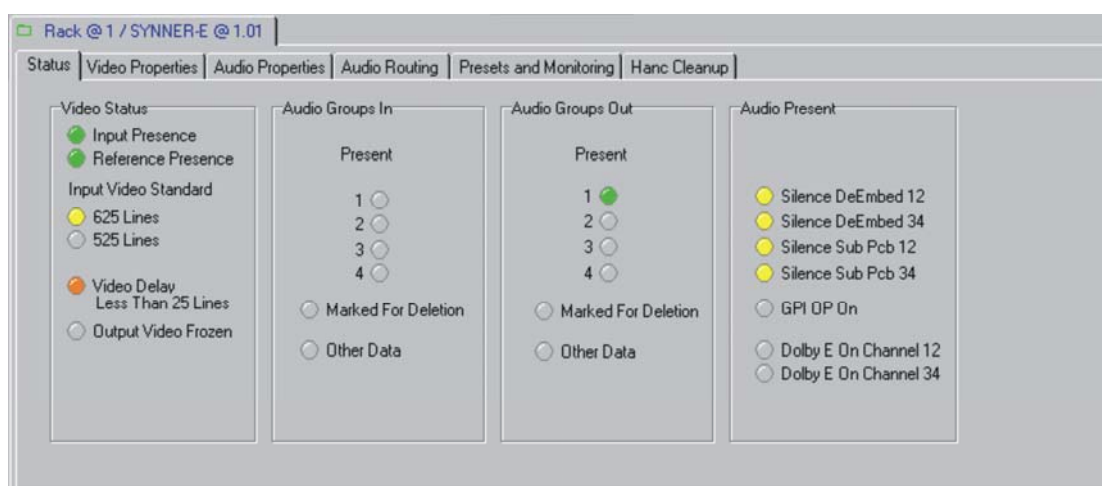 Rack @ 1 / SYNNER-E @ 1.01
Status Video Properties Audio Properties Audio Routing Presets and Monitoring Hanc Cleanup
Video Status
Input Presence
Reference Presence
Input Video Standard
625 Lines
525 Lines
Video Delay
Less Than 25 Lines
Output Video Frozen
Audio Groups In
Present
1
2
3
4
Marked For Deletion
Other Data
Audio Groups Out
Present
1
2
3
4
Marked For Deletion
Other Data
Audio Present
Silence DeEmbed 12
Silence DeEmbed 34
Silence Sub Pcb 12
Silence Sub Pcb 34
GPI OP On
Dolby E On Channel 12
Dolby E On Channel 34